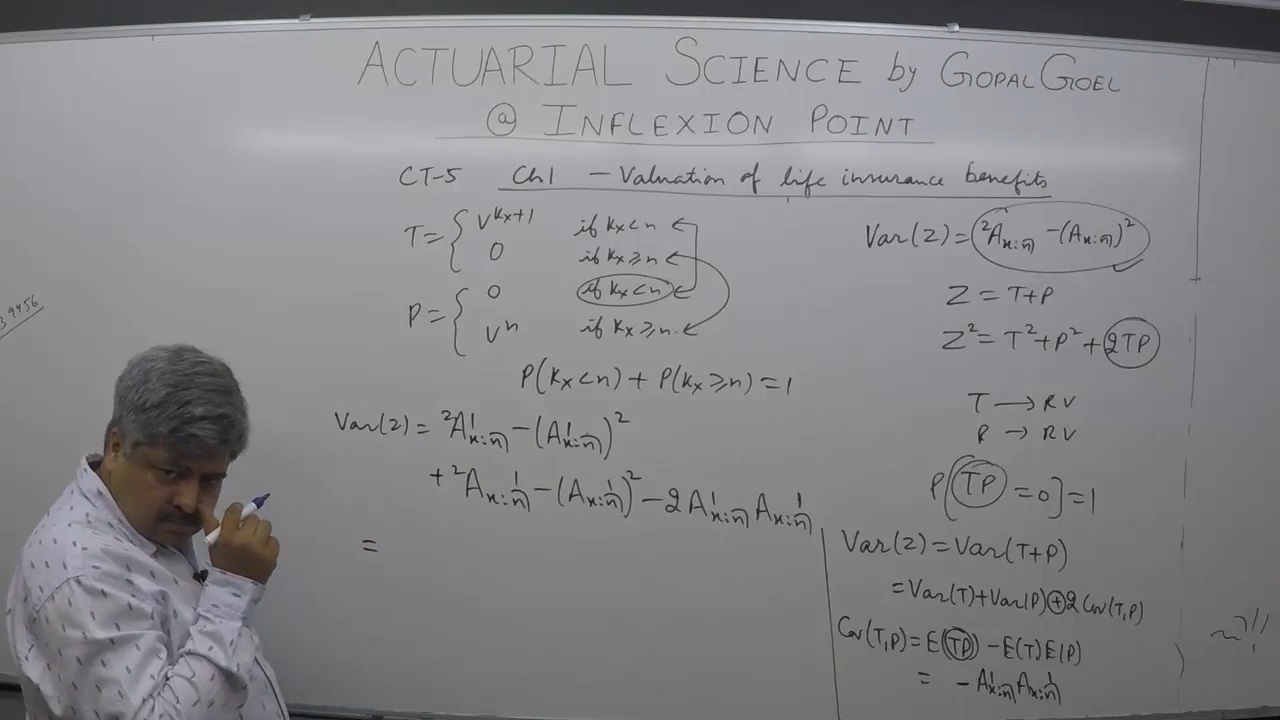 ACTUARIAL SCIENCE by GOPAL GOEL
@ INFLEXION POINT
CT-5 Ch1 – Valuation of life insurance benefits
T = { v^{Kx+1} if Kx < n
0 if Kx ≥ n
P = { 0 if Kx < n
v^n if Kx ≥ n
P(Kx < n) + P(Kx ≥ n) = 1
Var(Z) = ²A¹x:n̅| – (A¹x:n̅|)²
+ ²Ax:n̅|¹ – (Ax:n̅|¹)² – 2A¹x:n̅| Ax:n̅|¹
=
Var(Z) = ²Ax:n̅| – (Ax:n̅|)²
Z = T+P
Z² = T² + P² + 2TP
T → RV
P → RV
P[TP = 0] = 1
Var(Z) = Var(T+P)
= Var(T) + Var(P) + 2 Cov(T,P)
Cov(T,P) = E(TP) – E(T)E(P)
= – A¹x:n̅| Ax:n̅|¹
39456